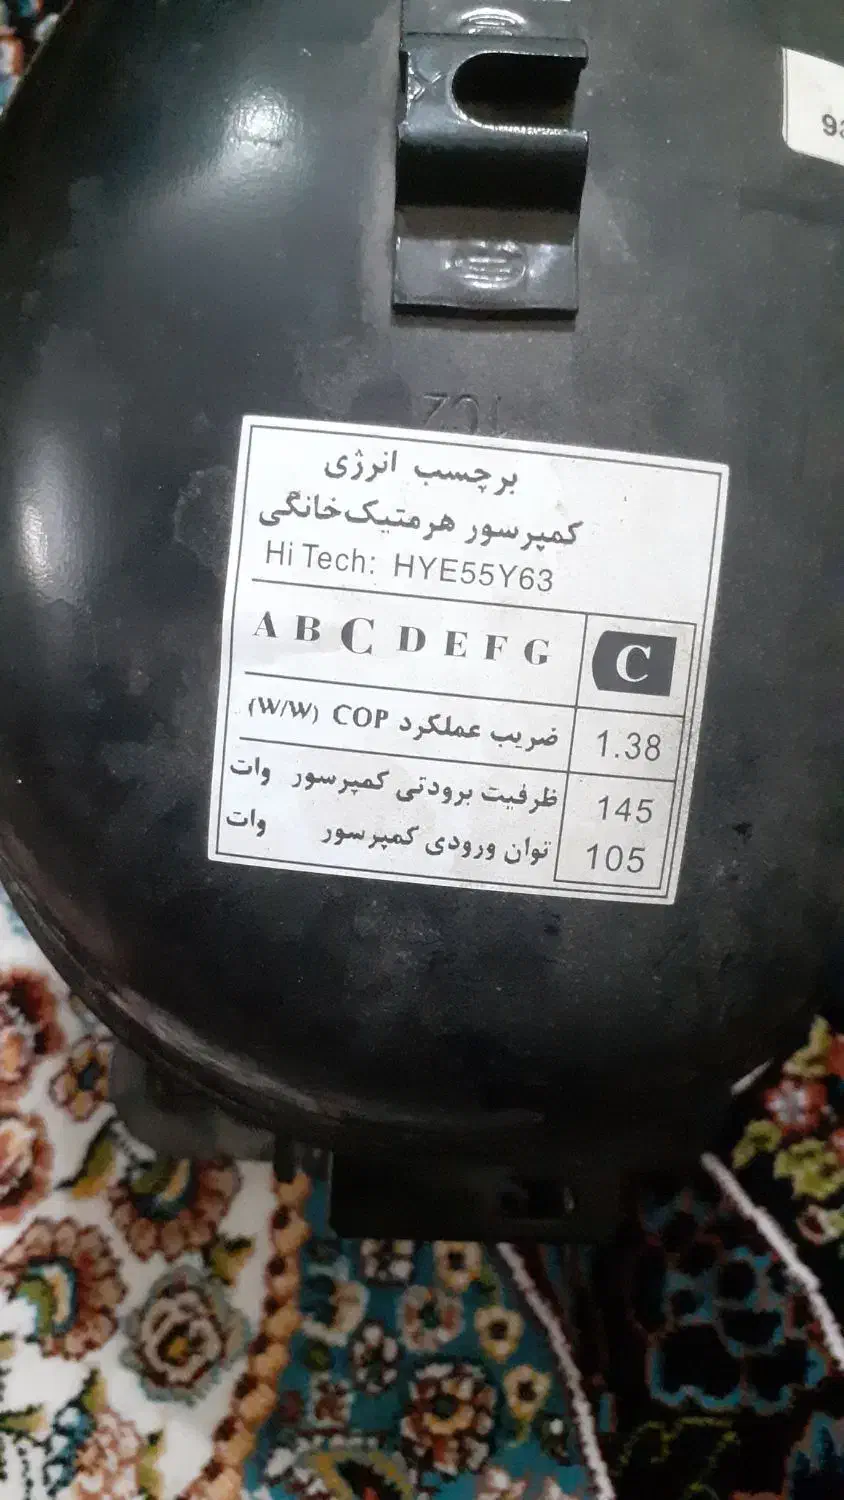 برچسب انرژی
کمپرسور هرمتیک خانگی
Hi Tech: HYE55Y63
A B C D E F G C
ضریب عملکرد COP (W/W) 1.38
ظرفیت برودتی کمپرسور وات 145
توان ورودی کمپرسور وات 105